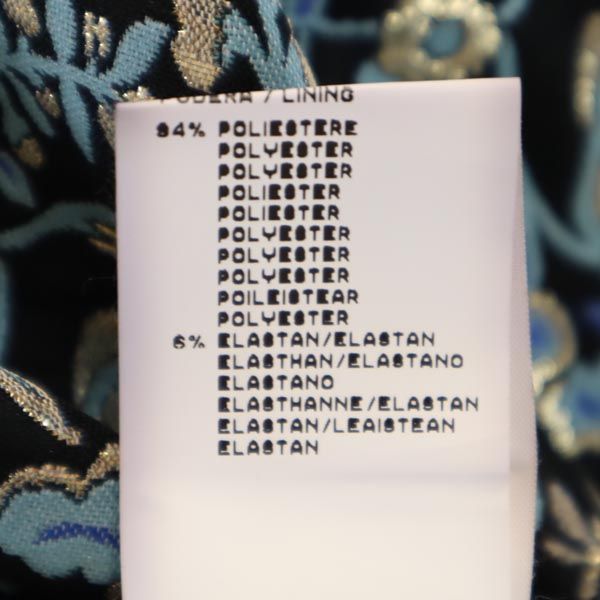 FODERA / LINING
94% POLIESTERE
POLYESTER
POLYESTER
POLIESTER
POLIESTER
POLYESTER
POLYESTER
POLYESTER
POILEISTEAR
POLYESTER
6% ELASTAN/ELASTAN
ELASTHAN/ELASTANO
ELASTANO
ELASTHANNE/ELASTAN
ELASTAN/LEAISTEAN
ELASTAN